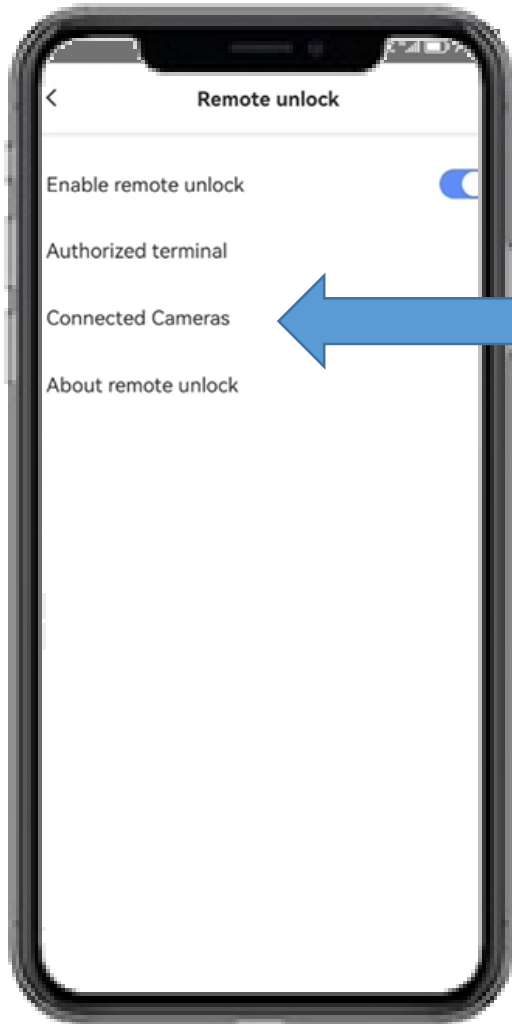 Remote unlock
Enable remote unlock
Authorized terminal
Connected Cameras
About remote unlock